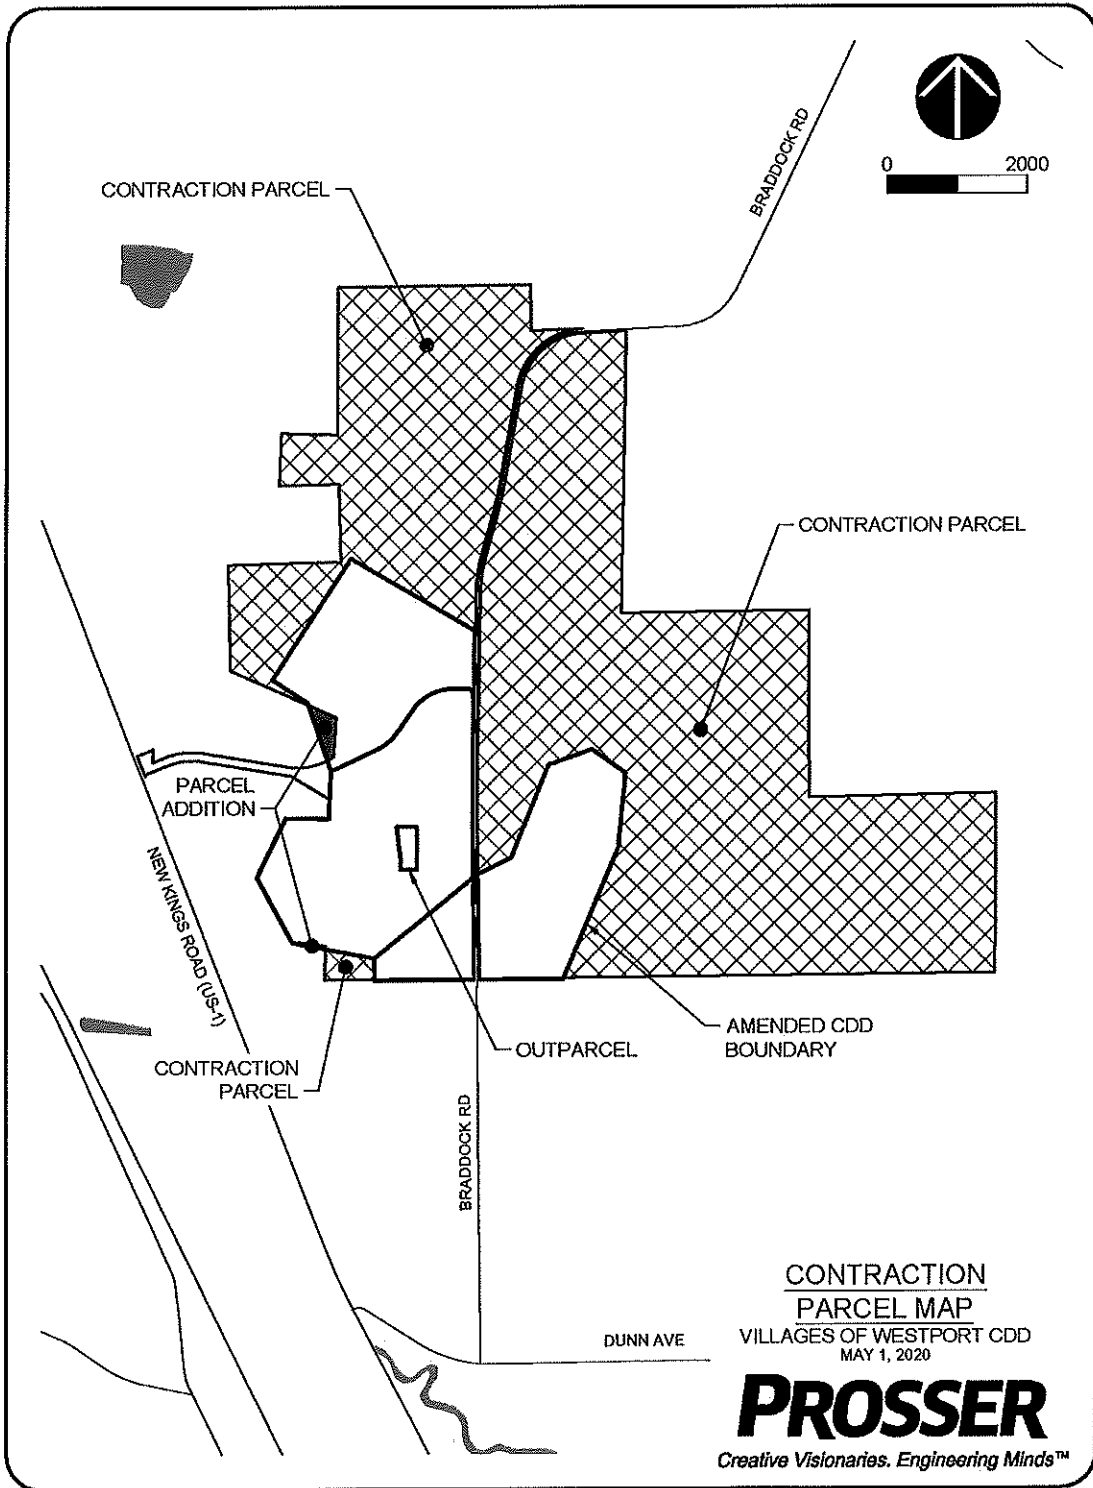 BRADDOCK RD
0 2000
CONTRACTION PARCEL
CONTRACTION PARCEL
PARCEL
ADDITION
NEW KINGS ROAD (US-1)
AMENDED CDD
BOUNDARY
OUTPARCEL
CONTRACTION
PARCEL
BRADDOCK RD
DUNN AVE
CONTRACTION
PARCEL MAP
VILLAGES OF WESTPORT CDD
MAY 1, 2020
PROSSER
Creative Visionaries. Engineering Minds™